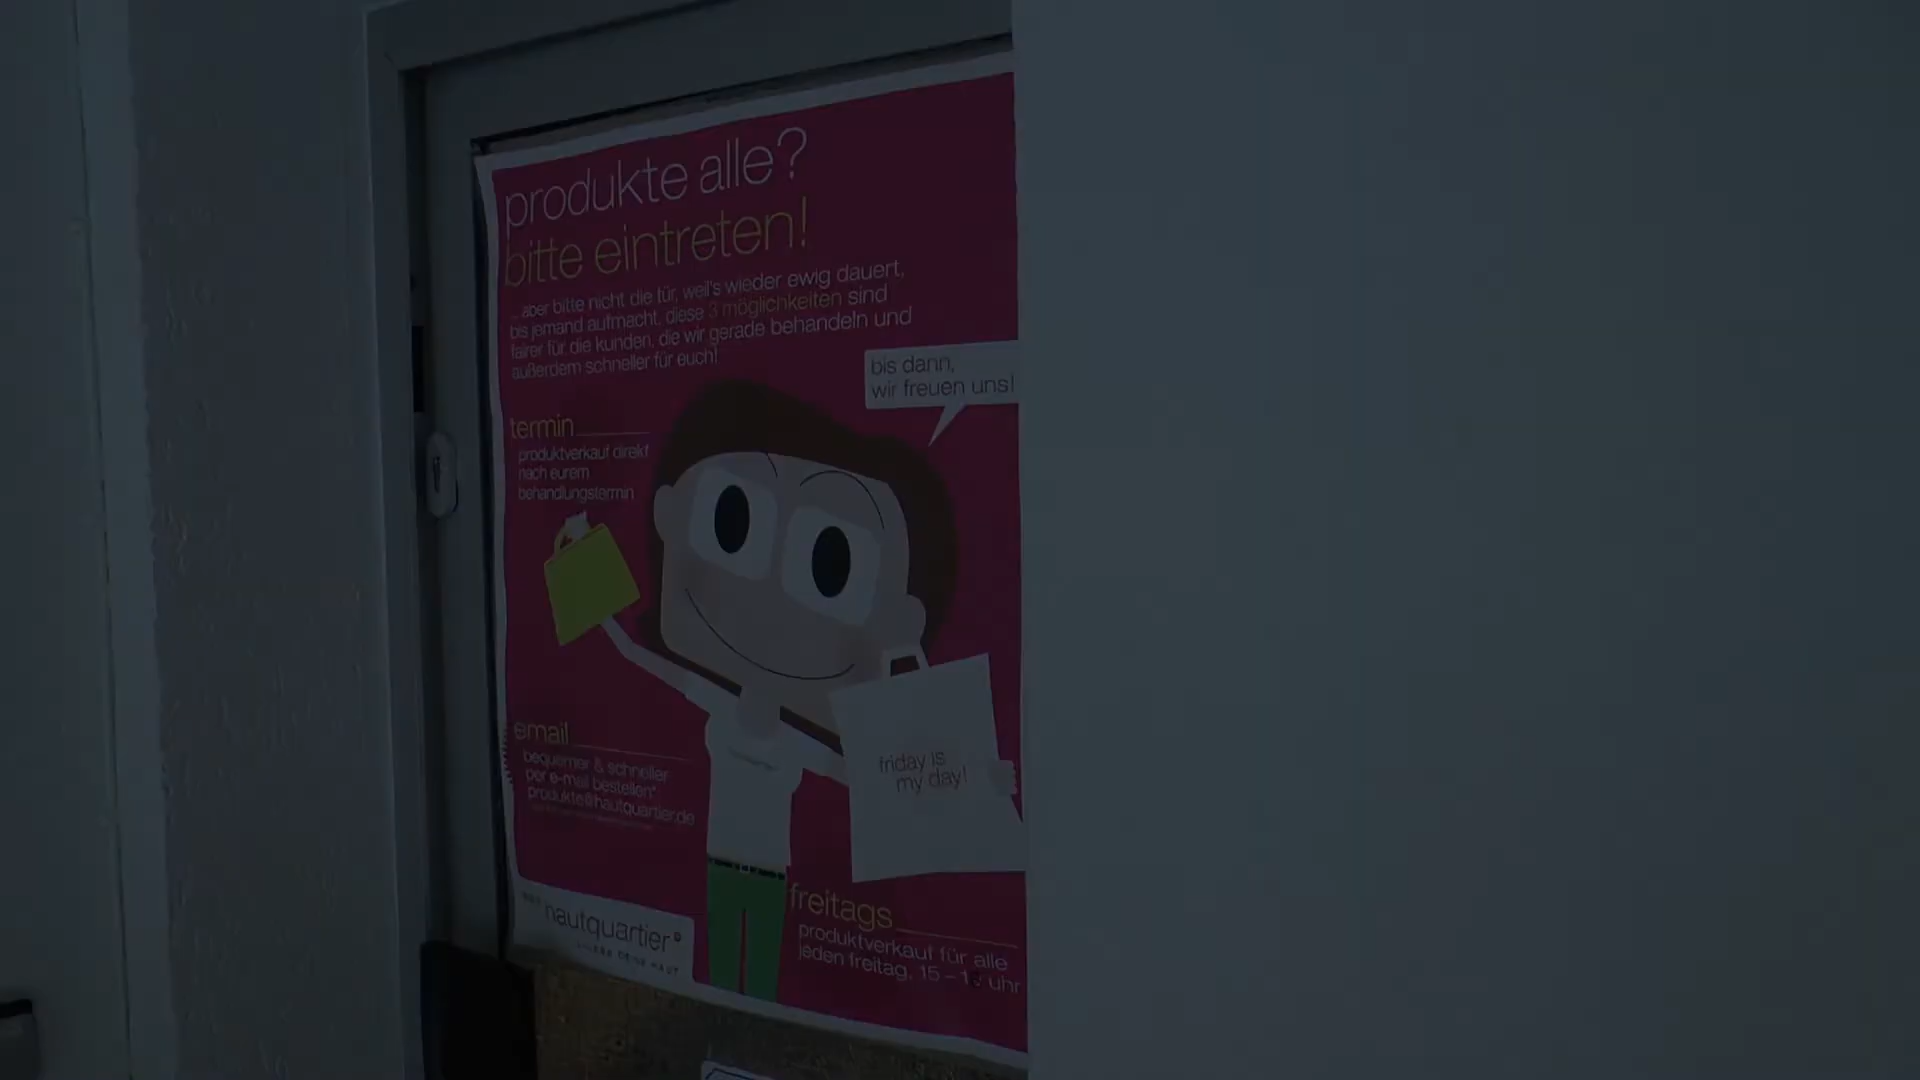 produkte alle?
bitte eintreten!
... aber bitte nicht die tür, weil's wieder ewig dauert,
bis jemand aufmacht, diese 3 möglichkeiten sind
fairer für die kunden, die wir gerade behandeln und
außerdem schneller für euch!
bis dann,
wir freuen uns!
termin
produktverkauf direkt
nach eurem
behandlungstermin
friday is
my day!
email
bequemer & schneller
per e-mail bestellen*:
produkte@hautquartier.de
freitags
produktverkauf für alle
jeden freitag, 15 – uhr
hautquartier
DEINE HAUT